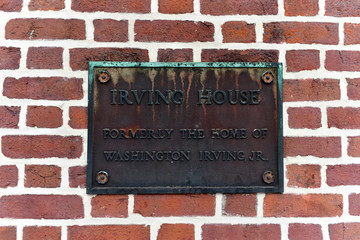 IRVING HOUSE
FORMERLY THE HOME OF
WASHINGTON IRVING, JR.